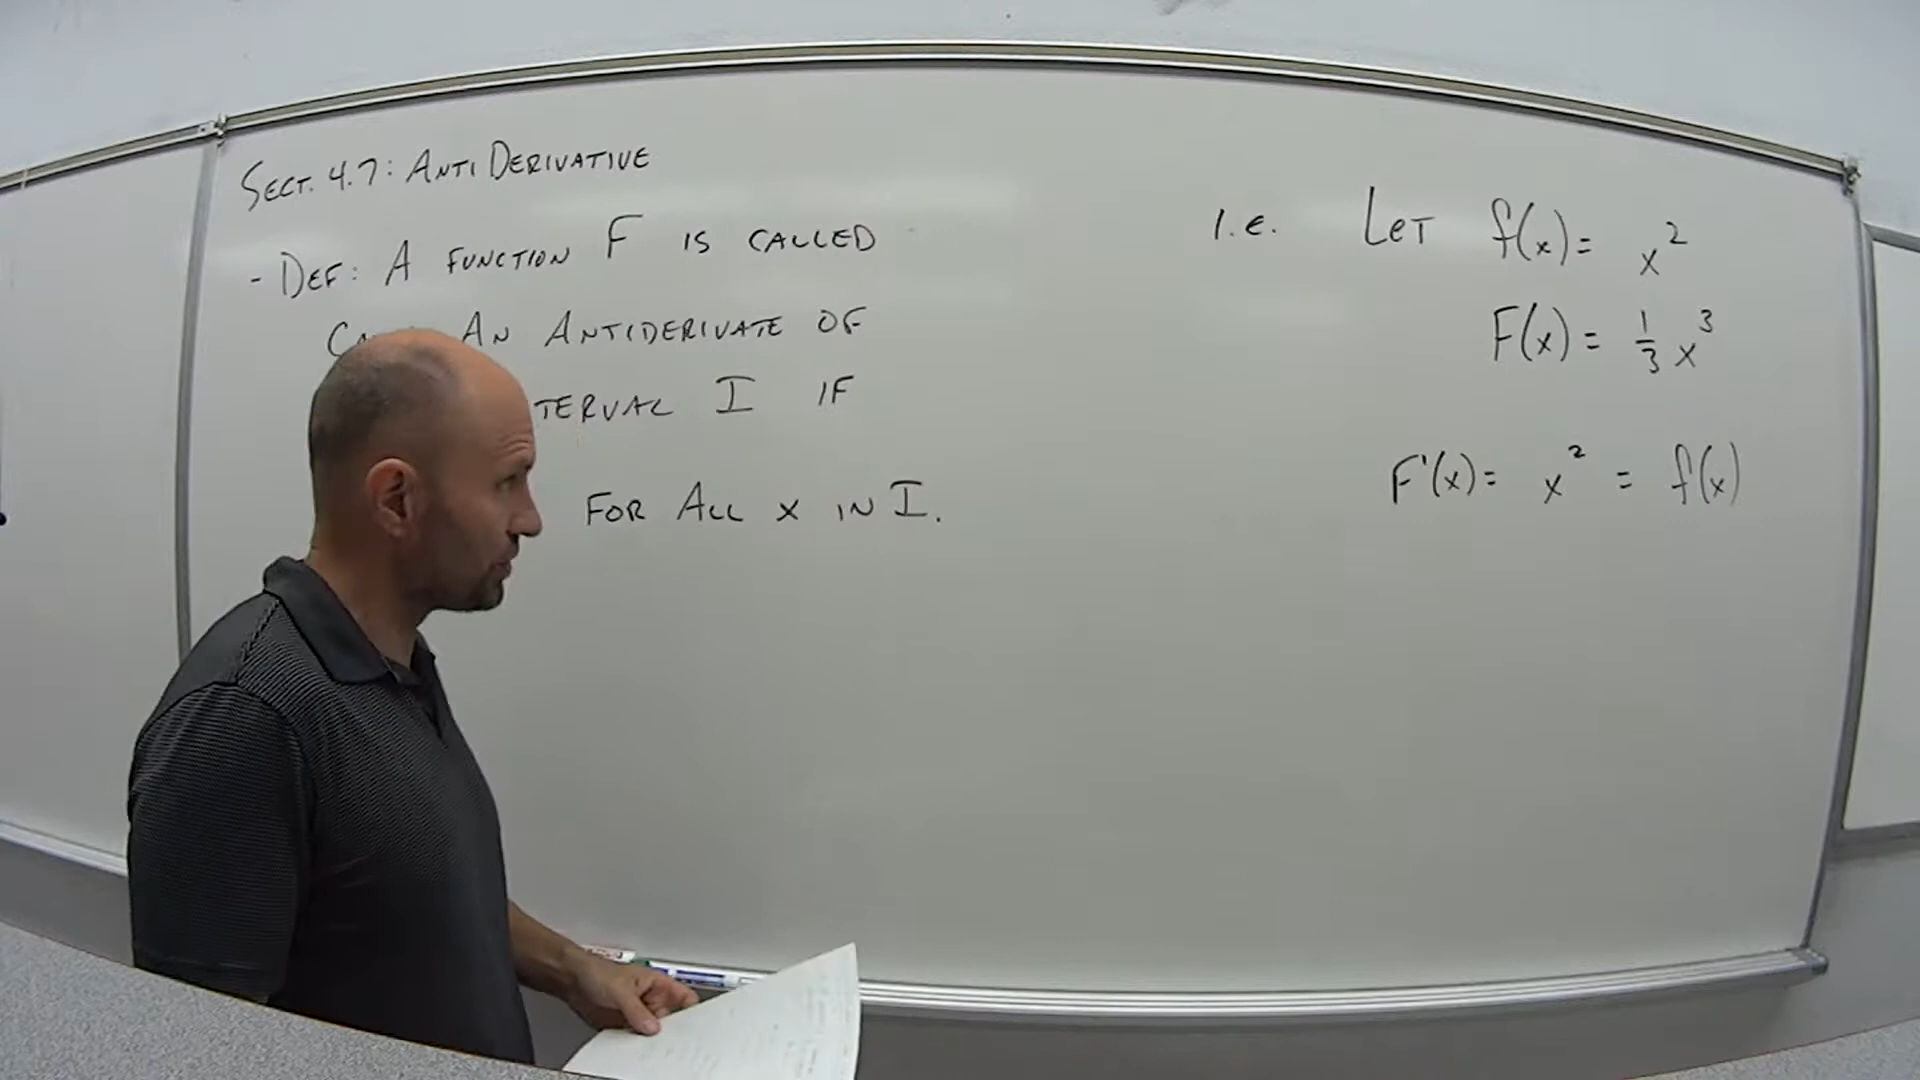 SECT. 4.7: ANTI DERIVATIVE
- DEF: A FUNCTION F IS CALLED
AN ANTIDERIVATE OF
TERVAL I IF
FOR ALL x IN I.
I.E. LET f(x) = x²
F(x) = 1/3 x³
F'(x) = x² = f(x)